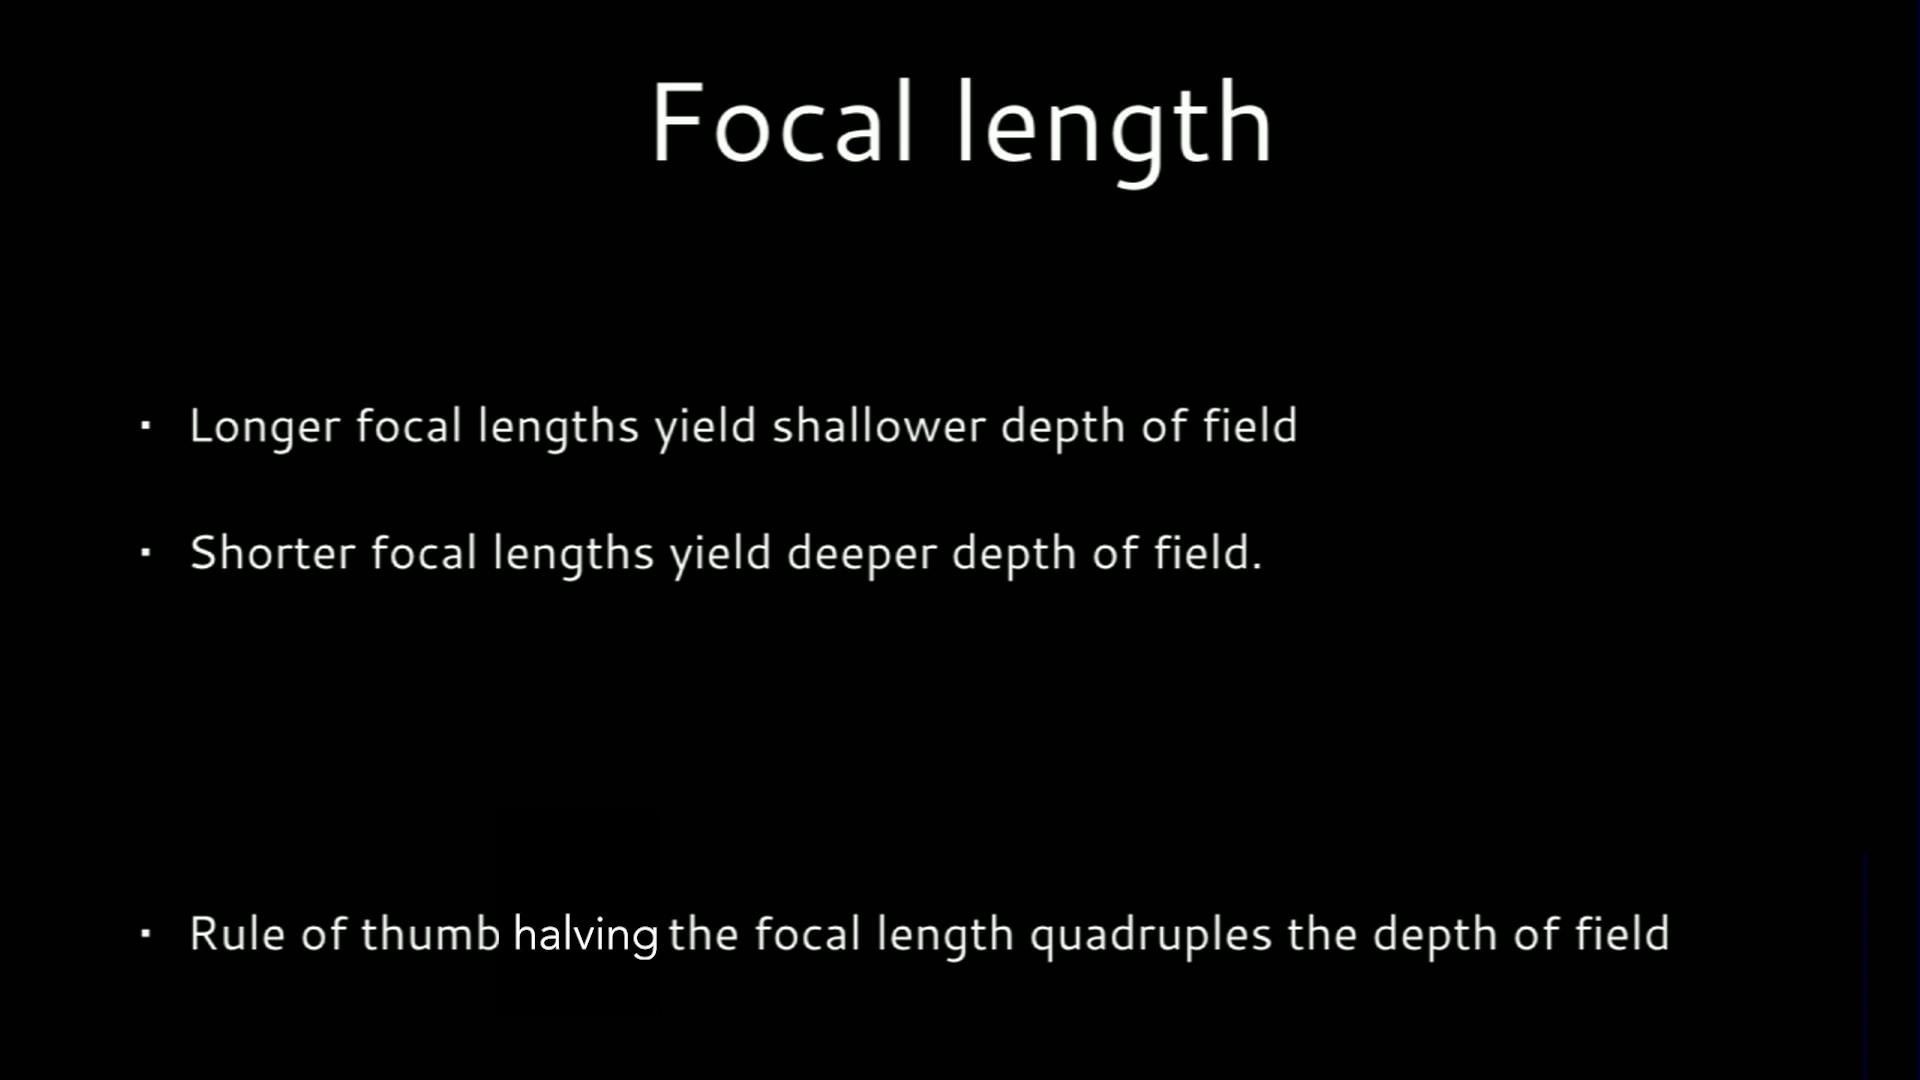 Focal length
▪ Longer focal lengths yield shallower depth of field
▪ Shorter focal lengths yield deeper depth of field.
▪ Rule of thumb halving the focal length quadruples the depth of field